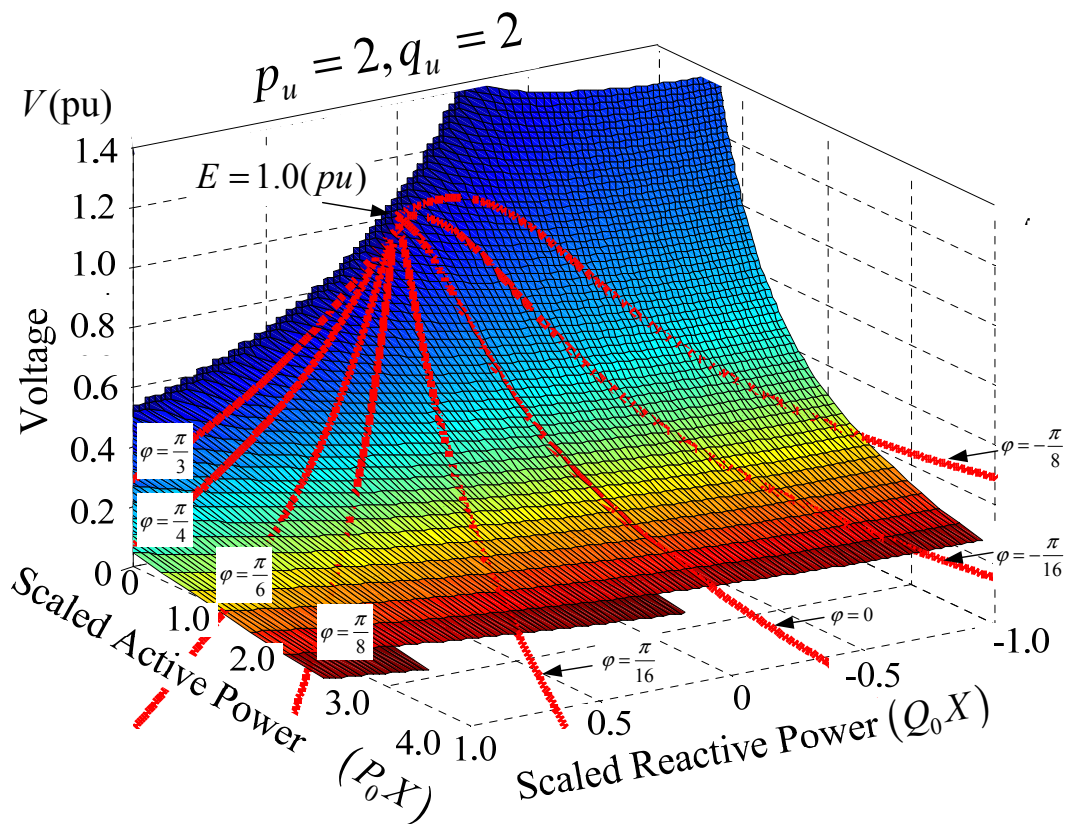 p_u = 2, q_u = 2
V(pu)
E = 1.0(pu)
1.4
1.2
1.0
0.8
0.6
0.4
0.2
0
Voltage
φ = π/3
φ = π/4
φ = π/6
φ = π/8
φ = π/16
φ = 0
φ = −π/16
φ = −π/8
0
1.0
2.0
3.0
4.0
Scaled Active Power (P_0X)
1.0
0.5
0
-0.5
-1.0
Scaled Reactive Power (Q_0X)